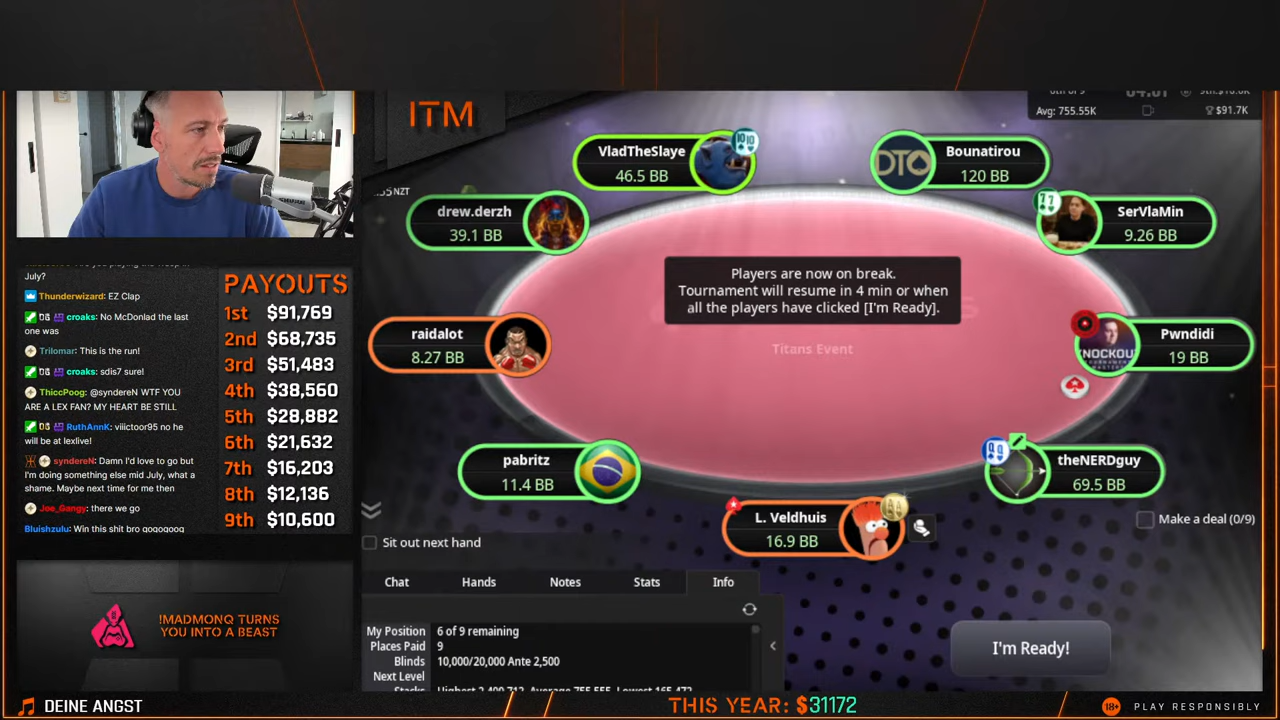 ITM
Avg: 755.55K
$91.7K
VladTheSlaye
46.5 BB
10 10
DTO
Bounatirou
120 BB
drew.derzh
39.1 BB
7 7
SerVlaMin
9.26 BB
Players are now on break.
Tournament will resume in 4 min or when
all the players have clicked [I'm Ready].
Titans Event
raidalot
8.27 BB
KNOCKOUT
Pwndidi
19 BB
pabritz
11.4 BB
theNERDguy
69.5 BB
L. Veldhuis
16.9 BB
Make a deal (0/9)
Sit out next hand
Chat
Hands
Notes
Stats
Info
My Position 6 of 9 remaining
Places Paid 9
Blinds 10,000/20,000 Ante 2,500
Next Level
I'm Ready!
July?
Thunderwizard: EZ Clap
croaks: No McDonlad the last
one was
Trilomar: This is the run!
croaks: sdis7 sure!
ThiccPoog: @syndereN WTF YOU
ARE A LEX FAN? MY HEART BE STILL
RuthAnnK: viiictoor95 no he
will be at lexlive!
syndereN: Damn I'd love to go but
I'm doing something else mid July, what a
shame. Maybe next time for me then
Joe_Gangy: there we go
Bluishzulu: Win this shit bro gogogoog
PAYOUTS
1st $91,769
2nd $68,735
3rd $51,483
4th $38,560
5th $28,882
6th $21,632
7th $16,203
8th $12,136
9th $10,600
!MADMONQ TURNS
YOU INTO A BEAST
DEINE ANGST
THIS YEAR: $31172
18+ PLAY RESPONSIBLY